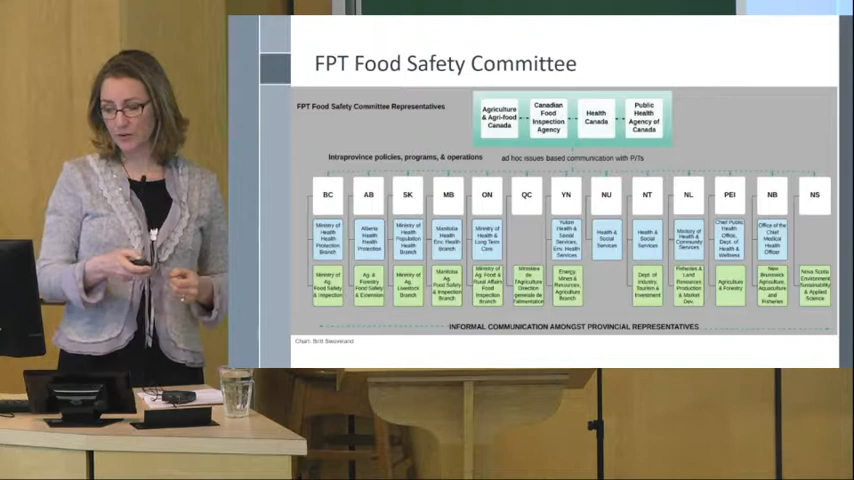 FPT Food Safety Committee
FPT Food Safety Committee Representatives
Agriculture
& Agri-food
Canada
Canadian
Food
Inspection
Agency
Health
Canada
Public
Health
Agency of
Canada
Intraprovince policies, programs, & operations
ad hoc issues based communication with P/Ts
BC
AB
SK
MB
ON
QC
YN
NU
NT
NL
PEI
NB
NS
Ministry of
Health
Health
Protection
Branch
Alberta
Health
Health
Protection
Ministry of
Health
Population
Health
Branch
Manitoba
Health
Env. Health
Branch
Ministry of
Health &
Long Term
Care
Yukon
Health &
Social
Services,
Env. Health
Services
Health &
Social
Services
Health &
Social
Services
Ministry of
Health &
Community
Services
Chief Public
Health
Office,
Dept. of
Health &
Wellness
Office of the
Chief
Medical
Health
Officer
Ministry of
Ag.
Food Safety
& Inspection
Ag. &
Forestry
Food Safety
& Extension
Ministry of
Ag.
Livestock
Branch
Manitoba
Ag.
Food Safety
& Inspection
Branch
Ministry of
Ag. Food &
Rural Affairs
Food
Inspection
Branch
Ministère
de
l'Agriculture
Direction
generale de
l'alimentation
Energy,
Mines &
Resources,
Agriculture
Branch
Dept. of
Industry,
Tourism &
Investment
Fisheries &
Land
Resources
Production
& Market
Dev.
Agriculture
& Forestry
New
Brunswick
Agriculture,
Aquaculture
and
Fisheries
Nova Scotia
Environment
Sustainability
& Applied
Science
INFORMAL COMMUNICATION AMONGST PROVINCIAL REPRESENTATIVES
Chart: Britt Swoveland